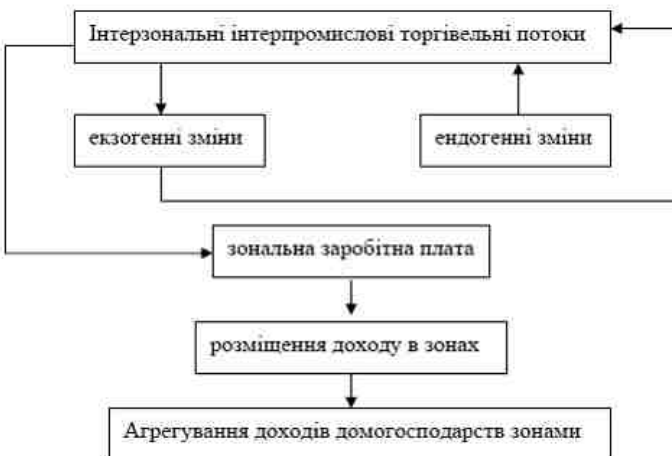 Інтерзональні інтерпромислові торгівельні потоки
екзогенні зміни
ендогенні зміни
зональна заробітна плата
розміщення доходу в зонах
Агрегування доходів домогосподарств зонами